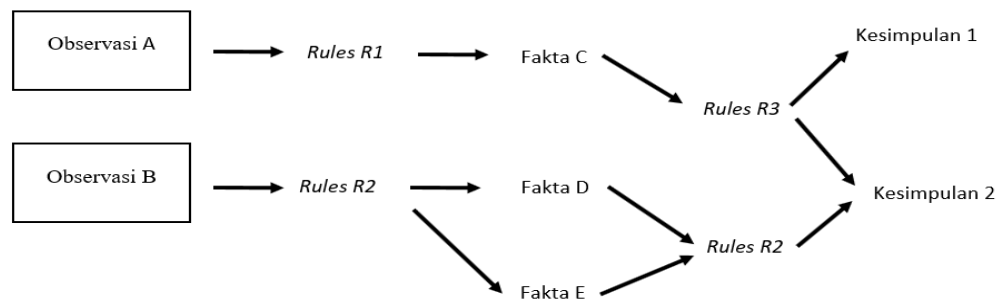 Observasi A
Rules R1
Fakta C
Rules R3
Kesimpulan 1
Observasi B
Rules R2
Fakta D
Fakta E
Rules R2
Kesimpulan 2